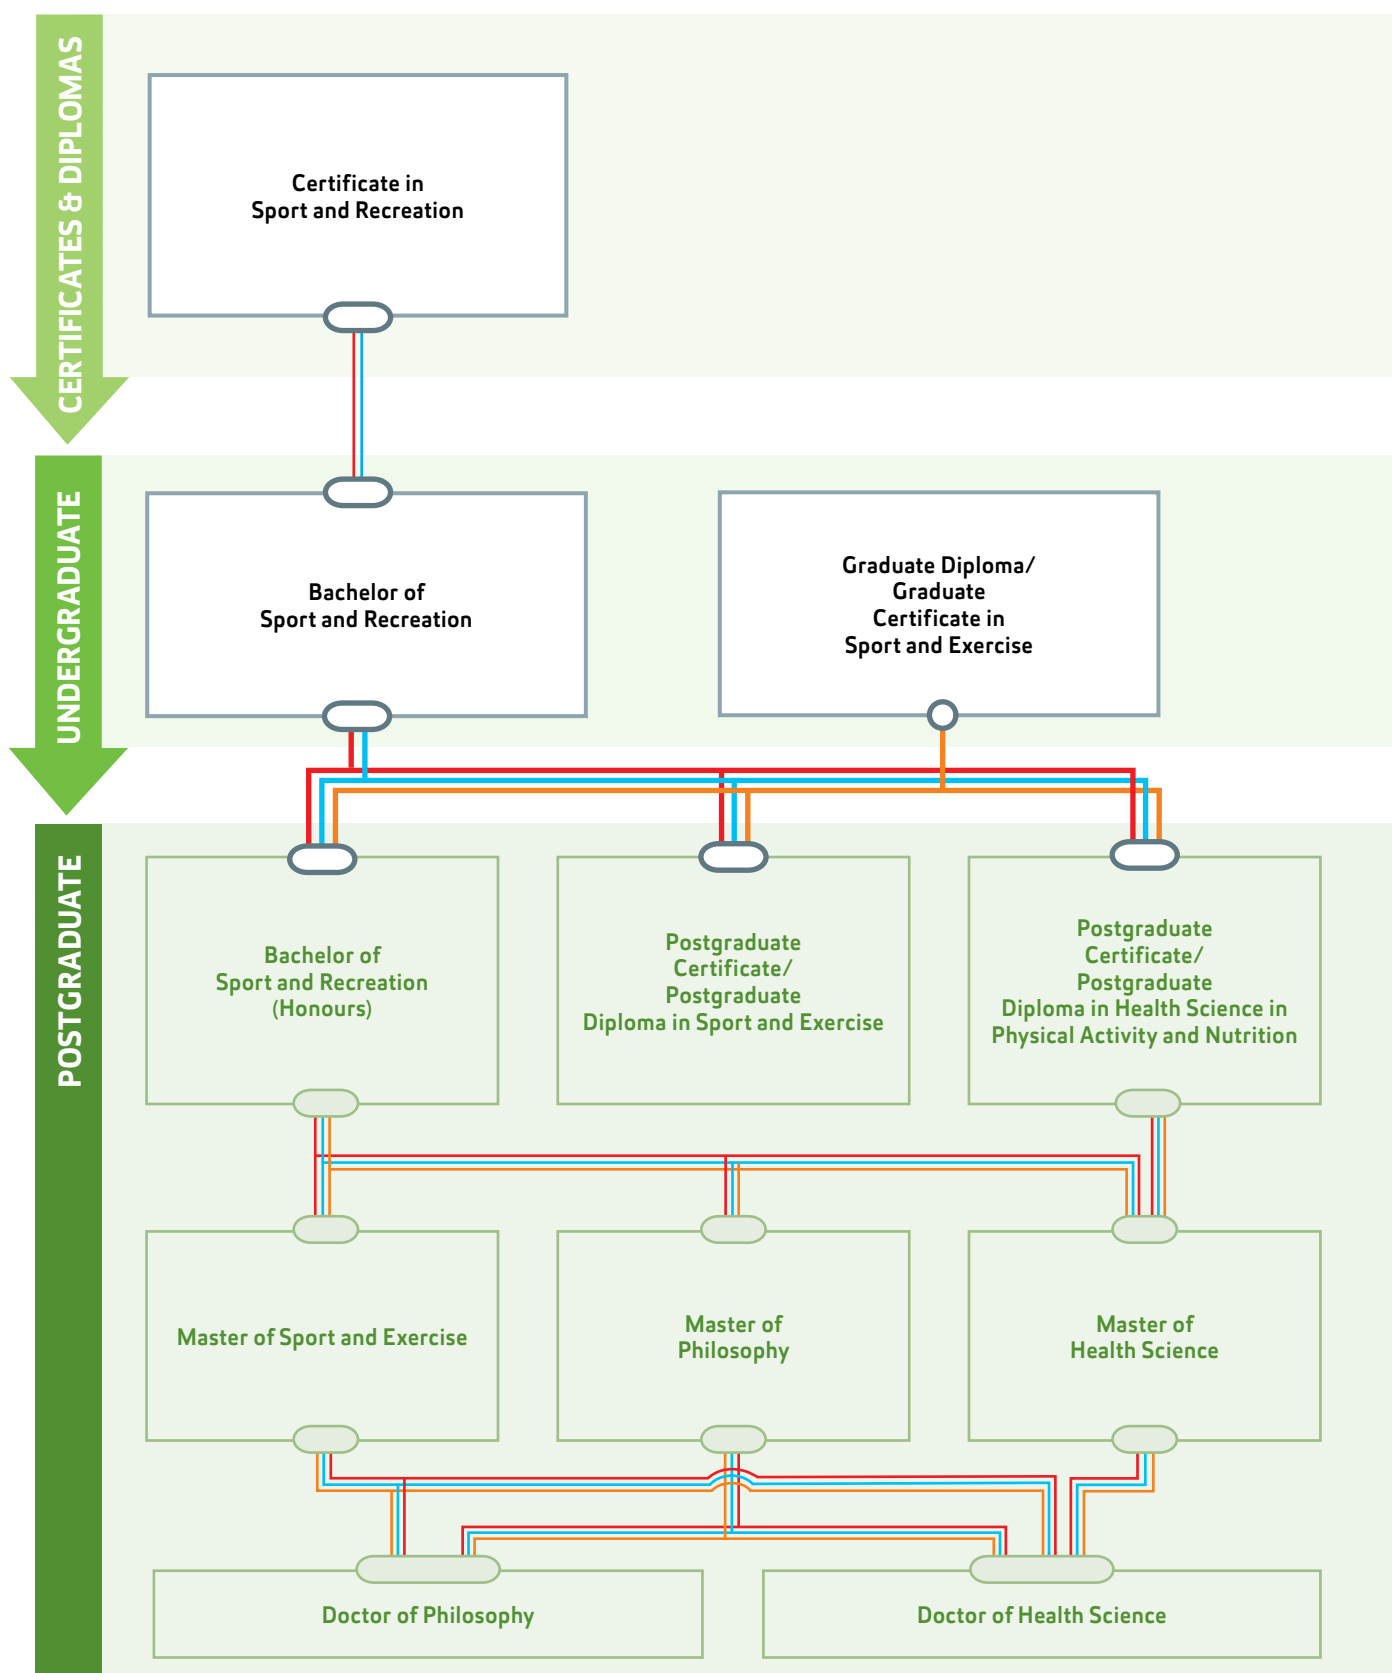 CERTIFICATES & DIPLOMAS
Certificate in
Sport and Recreation
UNDERGRADUATE
Bachelor of
Sport and Recreation
Graduate Diploma/
Graduate
Certificate in
Sport and Exercise
POSTGRADUATE
Bachelor of
Sport and Recreation
(Honours)
Postgraduate
Certificate/
Postgraduate
Diploma in Sport and Exercise
Postgraduate
Certificate/
Postgraduate
Diploma in Health Science in
Physical Activity and Nutrition
Master of Sport and Exercise
Master of
Philosophy
Master of
Health Science
Doctor of Philosophy
Doctor of Health Science